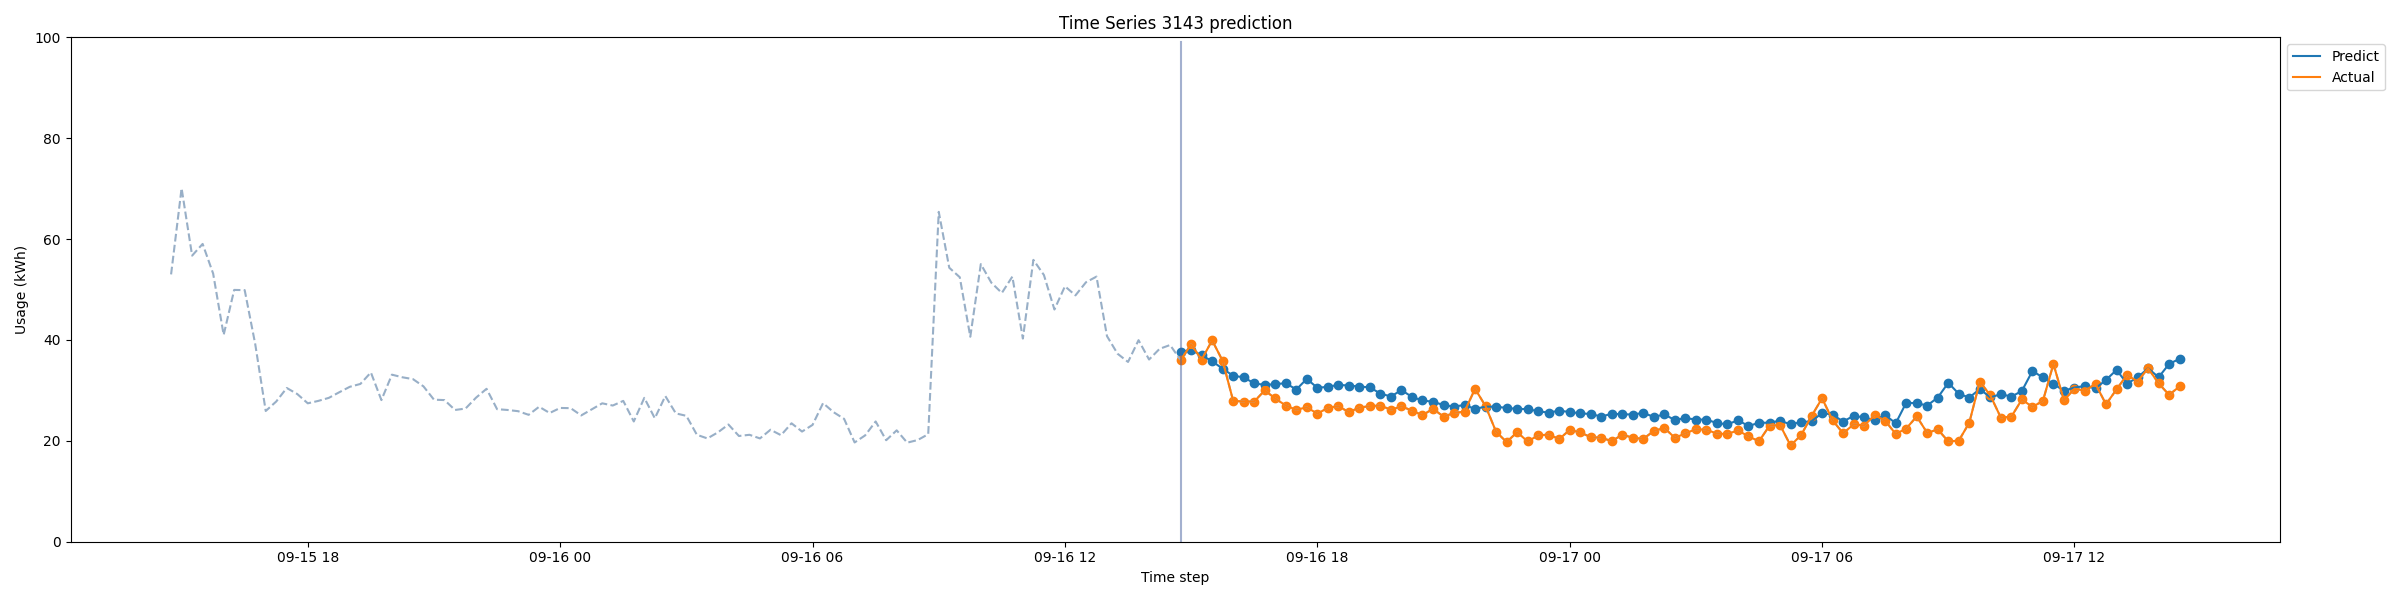 Time Series 3143 prediction
100
80
60
40
20
0
Usage (kWh)
09-15 18
09-16 00
09-16 06
09-16 12
09-16 18
09-17 00
09-17 06
09-17 12
Time step
Predict
Actual